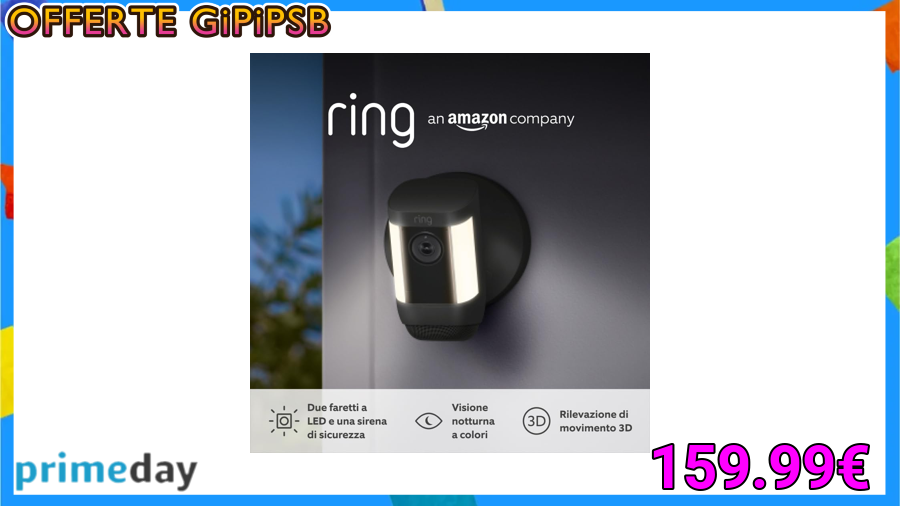 OFFERTE GiPiPSB
ring an amazon company
ring
Due faretti a
LED e una sirena
di sicurezza
Visione
notturna
a colori
3D
Rilevazione di
movimento 3D
primeday
159.99€